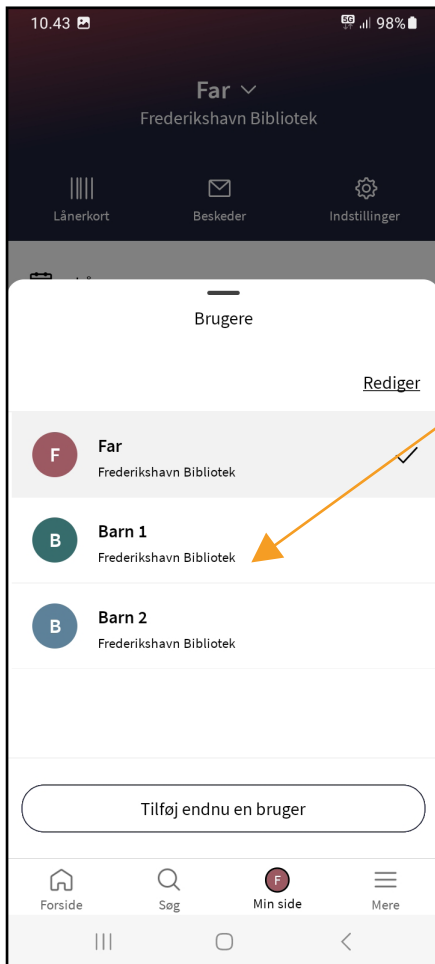 10.43
5G 98%
Far
Frederikshavn Bibliotek
Lånerkort Beskeder Indstillinger
Brugere
Rediger
F Far
Frederikshavn Bibliotek
B Barn 1
Frederikshavn Bibliotek
B Barn 2
Frederikshavn Bibliotek
Tilføj endnu en bruger
F
Forside Søg Min side Mere